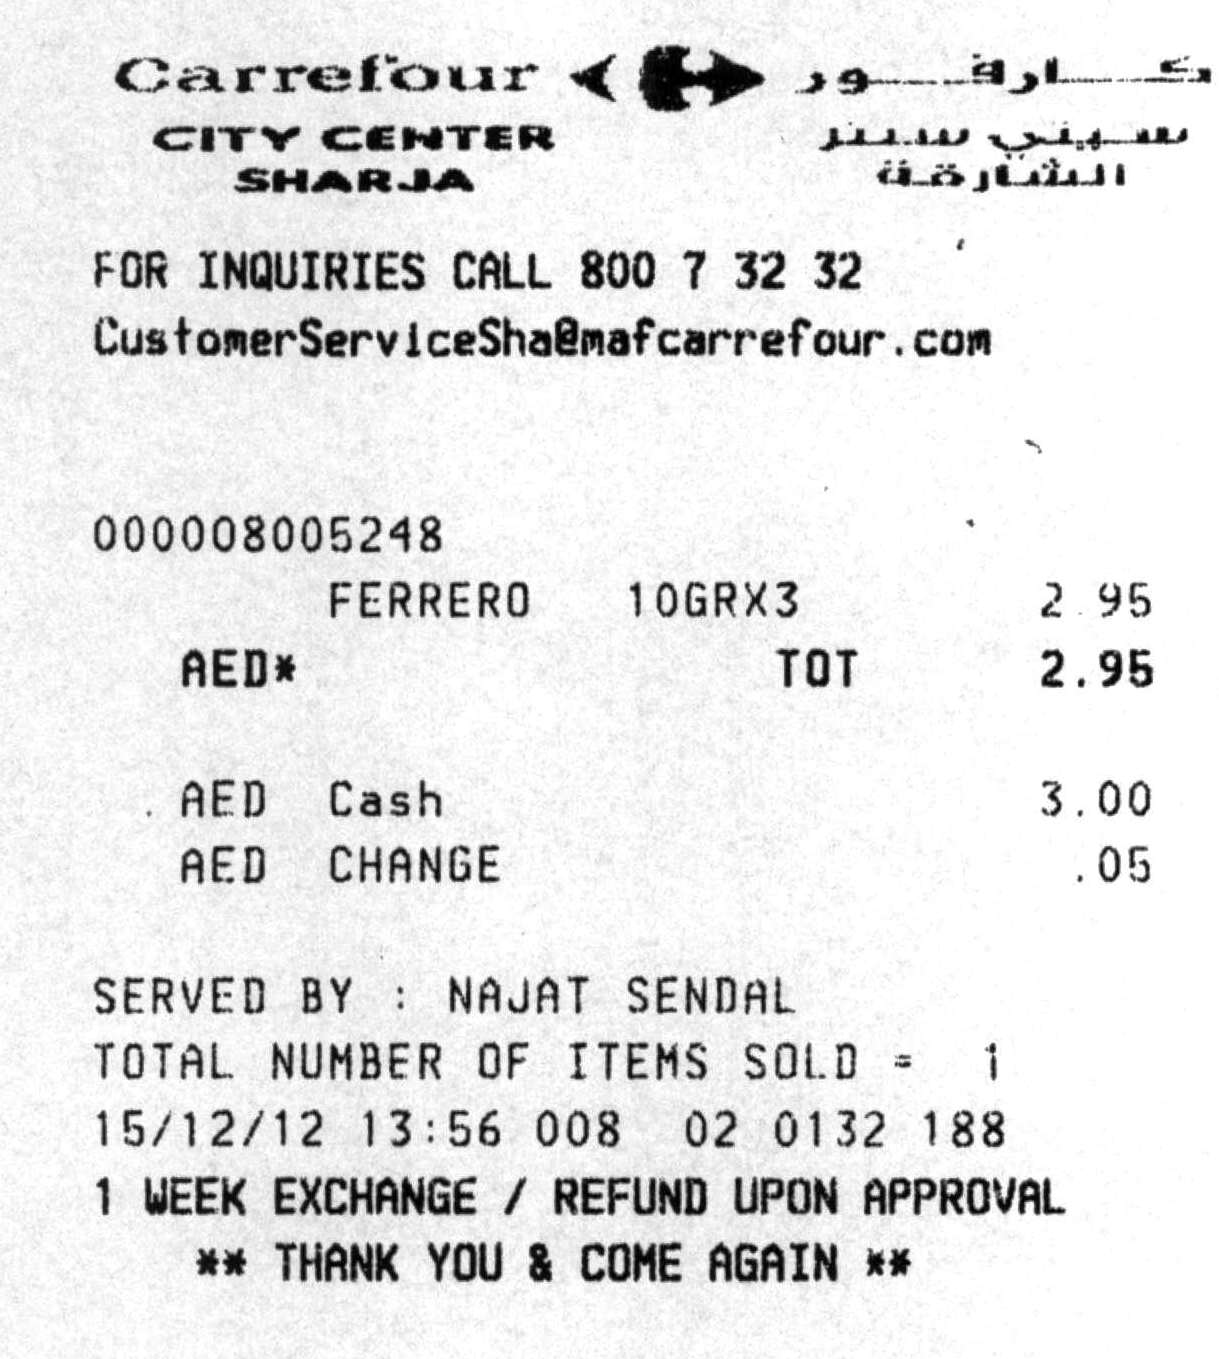 Carrefour كارفور
CITY CENTER سيتي سنتر
SHARJA الشارقة
FOR INQUIRIES CALL 800 7 32 32
CustomerServiceSha@mafcarrefour.com
000008005248
FERRERO 10GRX3 2.95
AED* TOT 2.95
AED Cash 3.00
AED CHANGE .05
SERVED BY : NAJAT SENDAL
TOTAL NUMBER OF ITEMS SOLD = 1
15/12/12 13:56 008 02 0132 188
1 WEEK EXCHANGE / REFUND UPON APPROVAL
** THANK YOU & COME AGAIN **